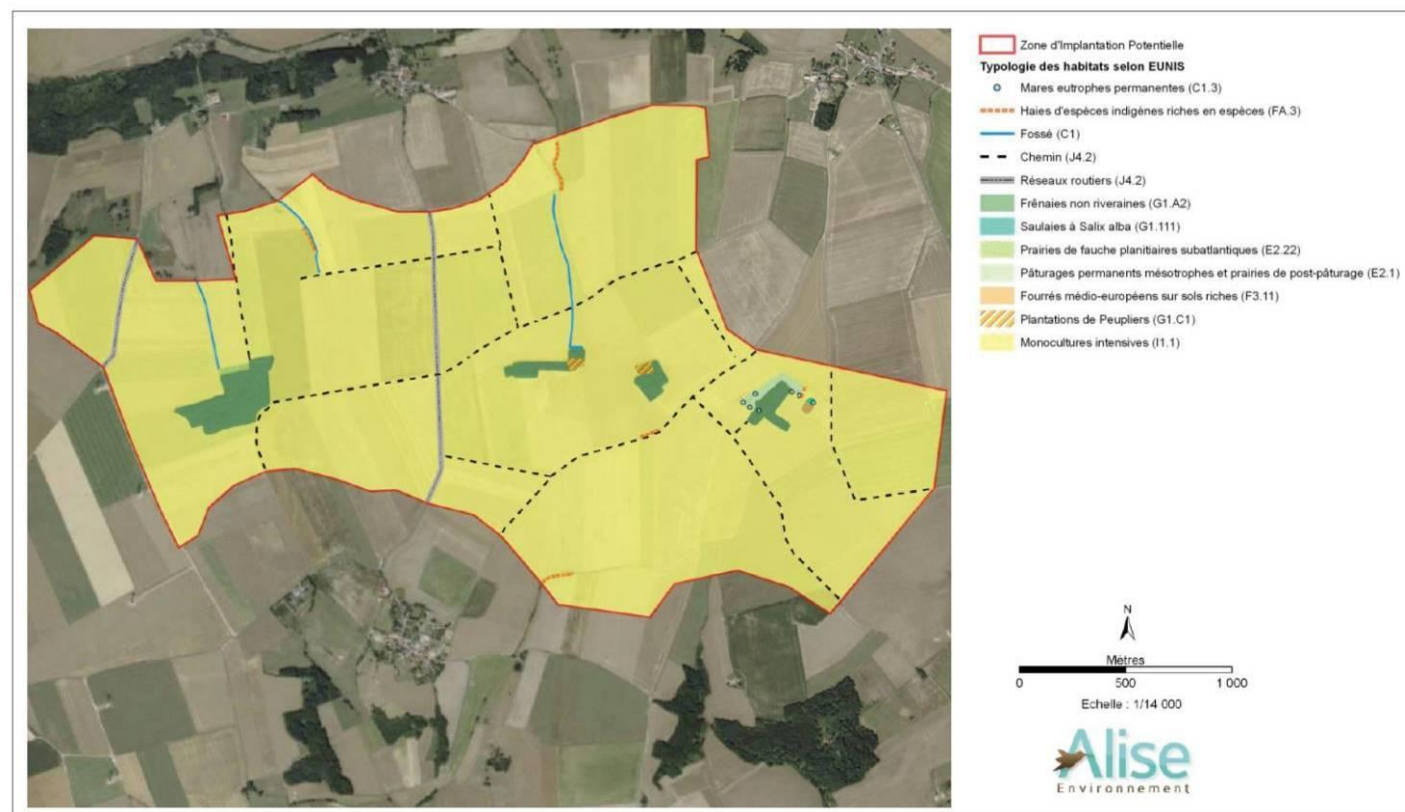 Zone d'Implantation Potentielle
Typologie des habitats selon EUNIS
Mares eutrophes permanentes (C1.3)
Haies d'espèces indigènes riches en espèces (FA.3)
Fossé (C1)
Chemin (J4.2)
Réseaux routiers (J4.2)
Frênaies non riveraines (G1.A2)
Saulaies à Salix alba (G1.111)
Prairies de fauche planitiaires subatlantiques (E2.22)
Pâturages permanents mésotrophes et prairies de post-pâturage (E2.1)
Fourrés médio-européens sur sols riches (F3.11)
Plantations de Peupliers (G1.C1)
Monocultures intensives (I1.1)
N
Mètres
0 500 1 000
Echelle : 1/14 000
Alise
Environnement